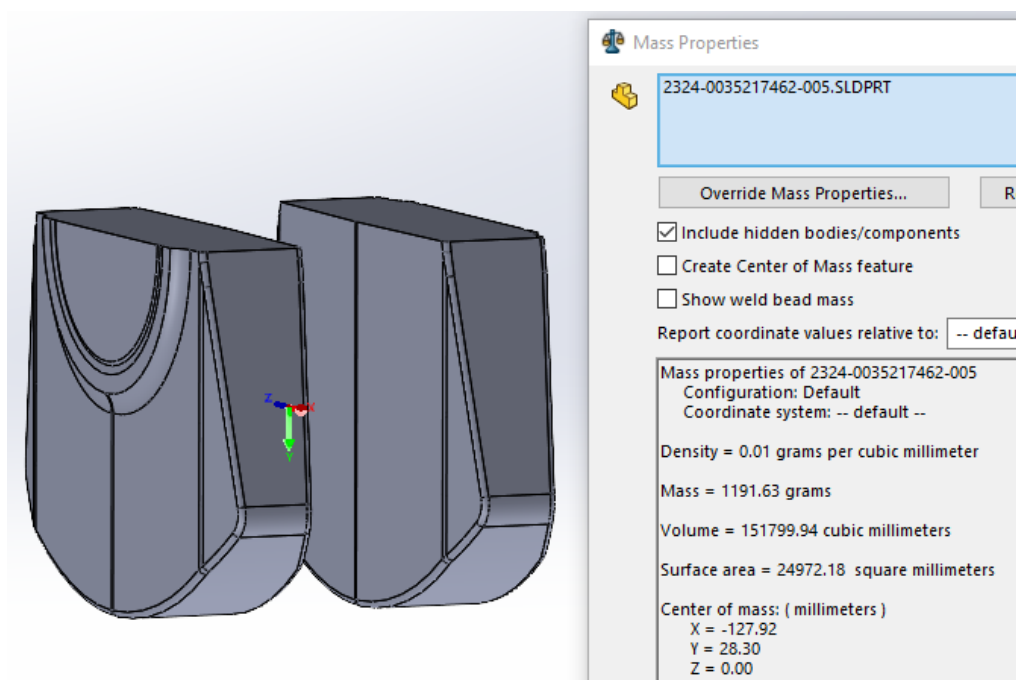 Mass Properties
2324-0035217462-005.SLDPRT
Override Mass Properties...
R
Include hidden bodies/components
Create Center of Mass feature
Show weld bead mass
Report coordinate values relative to: -- defau
Mass properties of 2324-0035217462-005
Configuration: Default
Coordinate system: -- default --
Density = 0.01 grams per cubic millimeter
Mass = 1191.63 grams
Volume = 151799.94 cubic millimeters
Surface area = 24972.18 square millimeters
Center of mass: ( millimeters )
X = -127.92
Y = 28.30
Z = 0.00
Z
X
Y